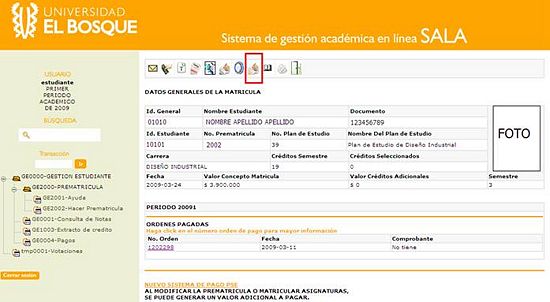 UNIVERSIDAD
EL BOSQUE
Sistema de gestión académica en línea SALA
USUARIO
estudiante
PRIMER
PERIODO
ACADEMICO
DE 2009
BUSQUEDA
Transacción
GE0000-GESTION ESTUDIANTE
GE2000-PREMATRICULA
GE2001-Ayuda
GE2002-Hacer Prematricula
GE0001-Consulta de Notas
GE1003-Extracto de credito
GE0004-Pagos
tmp0001-Votaciones
Cerrar sesión
DATOS GENERALES DE LA MATRICULA
Id. General Nombre Estudiante Documento
01010 NOMBRE APELLIDO APELLIDO 123456789
Id. Estudiante No. Prematricula No. Plan de Estudio Nombre Del Plan de Estudio
10101 2002 39 Plan de Estudio de Diseño Industrial
Carrera Créditos Semestre Créditos Seleccionados
DISEÑO INDUSTRIAL 19 0
Fecha Valor Concepto Matricula Valor Créditos Adicionales Semestre
2009-03-24 $ 3.900.000 $ 0 3
FOTO
PERIODO 20091
ORDENES PAGADAS
Haga click en el número orden de pago para mayor información
No. Orden Fecha Comprobante
1202298 2009-03-11 No tiene
NUEVO SISTEMA DE PAGO PSE
AL MODIFICAR LA PREMATRICULA O MATRICULAR ASIGNATURAS,
SE PUEDE GENERAR UN VALOR ADICIONAL A PAGAR.